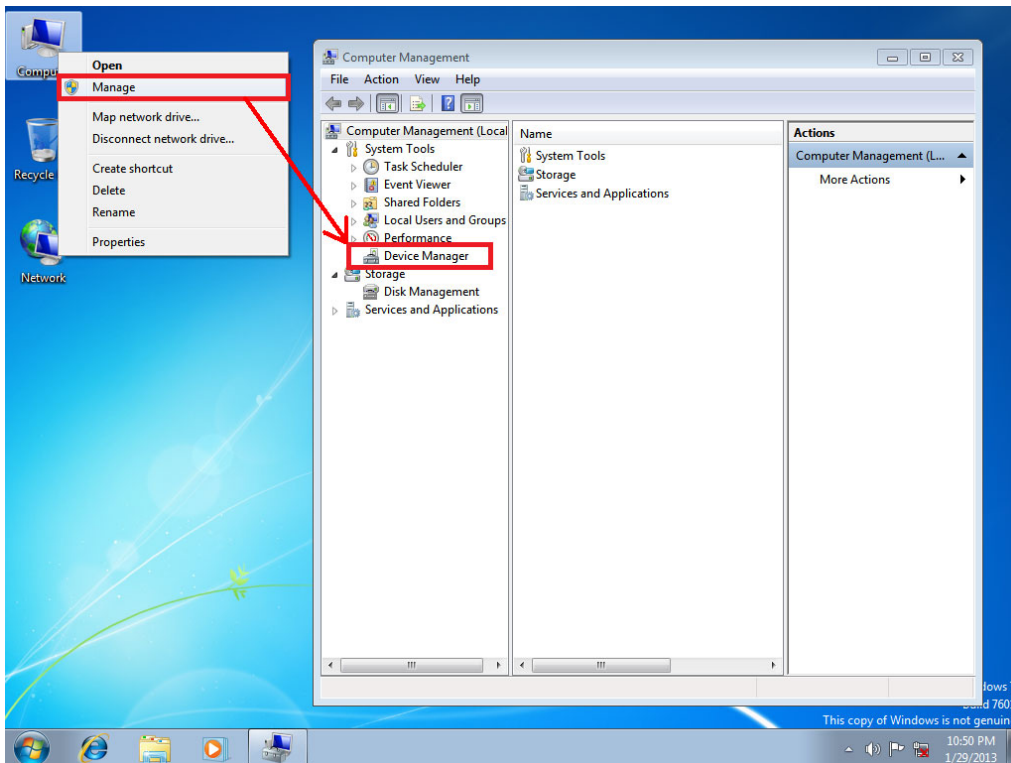 Computer Management
File Action View Help
Open
Manage
Map network drive...
Disconnect network drive...
Create shortcut
Delete
Rename
Properties
Compu
Recycle
Network
Computer Management (Local
System Tools
Task Scheduler
Event Viewer
Shared Folders
Local Users and Groups
Performance
Device Manager
Storage
Disk Management
Services and Applications
Name
System Tools
Storage
Services and Applications
Actions
Computer Management (L...
More Actions
This copy of Windows is not genuin
10:50 PM
1/29/2013